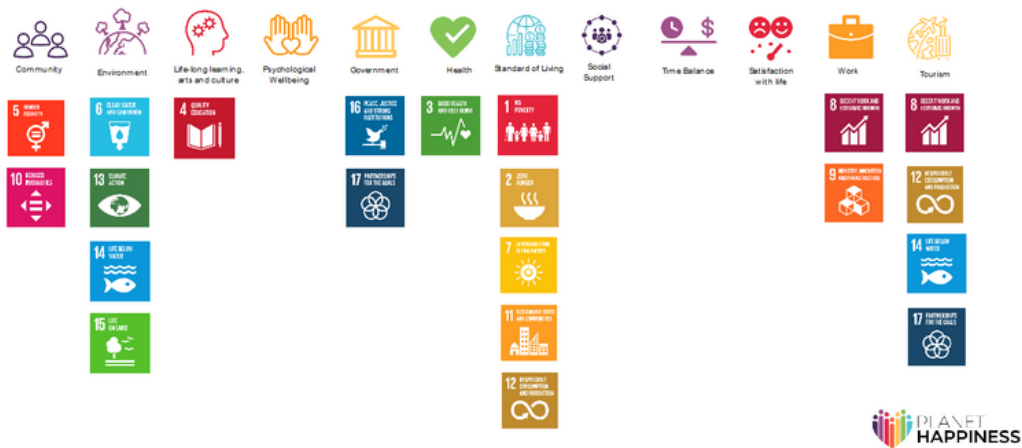 Community
Environment
Life-long learning,
arts and culture
Psychological
Wellbeing
Government
Health
Standard of Living
Social
Support
Time Balance
Satisfaction
with life
Work
Tourism
5 GENDER
EQUALITY
6 CLEAN WATER
AND SANITATION
4 QUALITY
EDUCATION
16 PEACE, JUSTICE
AND STRONG
INSTITUTIONS
3 GOOD HEALTH
AND WELL-BEING
1 NO
POVERTY
8 DECENT WORK AND
ECONOMIC GROWTH
8 DECENT WORK AND
ECONOMIC GROWTH
10 REDUCED
INEQUALITIES
13 CLIMATE
ACTION
17 PARTNERSHIPS
FOR THE GOALS
2 ZERO
HUNGER
9 INDUSTRY, INNOVATION
AND INFRASTRUCTURE
12 RESPONSIBLE
CONSUMPTION
AND PRODUCTION
14 LIFE BELOW
WATER
7 AFFORDABLE AND
CLEAN ENERGY
14 LIFE BELOW
WATER
15 LIFE
ON LAND
11 SUSTAINABLE CITIES
AND COMMUNITIES
17 PARTNERSHIPS
FOR THE GOALS
12 RESPONSIBLE
CONSUMPTION
AND PRODUCTION
PLANET
HAPPINESS